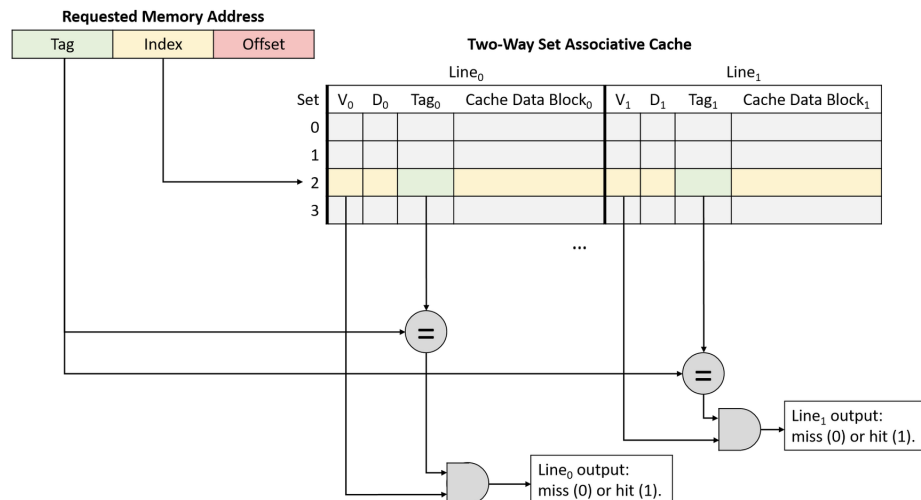 Requested Memory Address
Tag Index Offset
Two-Way Set Associative Cache
Line₀ Line₁
Set V₀ D₀ Tag₀ Cache Data Block₀ V₁ D₁ Tag₁ Cache Data Block₁
0
1
2
3
...
=
=
Line₁ output:
miss (0) or hit (1).
Line₀ output:
miss (0) or hit (1).